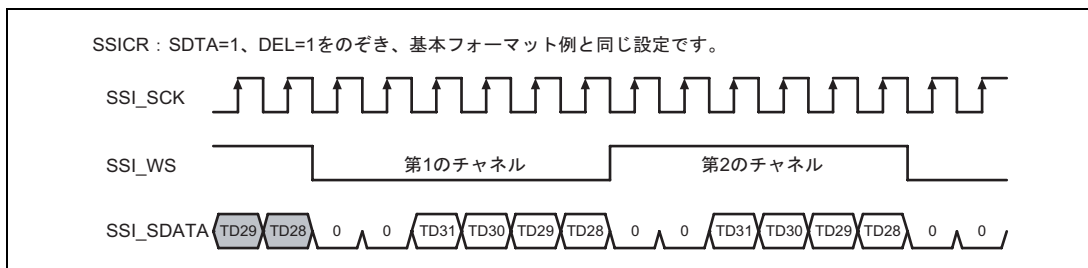 SSICR : SDTA=1、DEL=1をのぞき、基本フォーマット例と同じ設定です。
SSI_SCK
SSI_WS 第1のチャネル 第2のチャネル
SSI_SDATA TD29 TD28 0 0 TD31 TD30 TD29 TD28 0 0 TD31 TD30 TD29 TD28 0 0